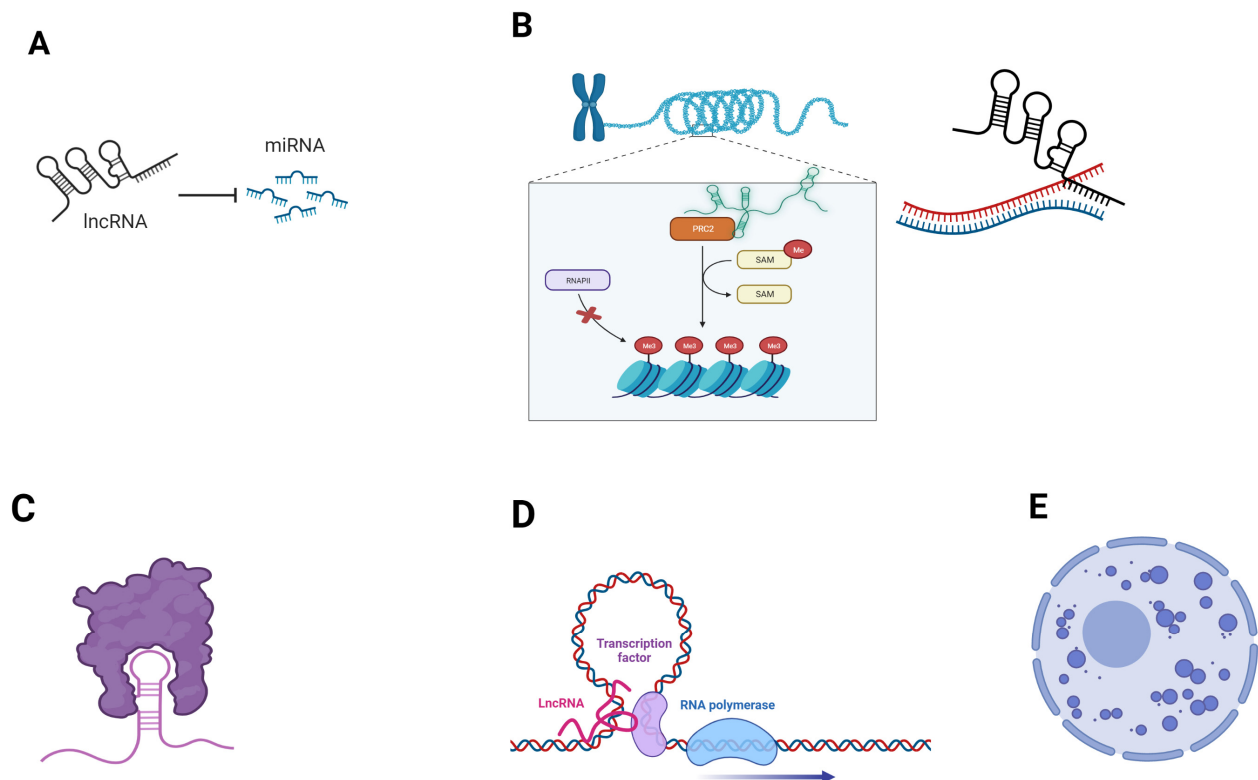 A
B
miRNA
lncRNA
PRC2
Me
SAM
RNAPII
SAM
Me3 Me3 Me3 Me3
C
D
E
Transcription
factor
LncRNA
RNA polymerase